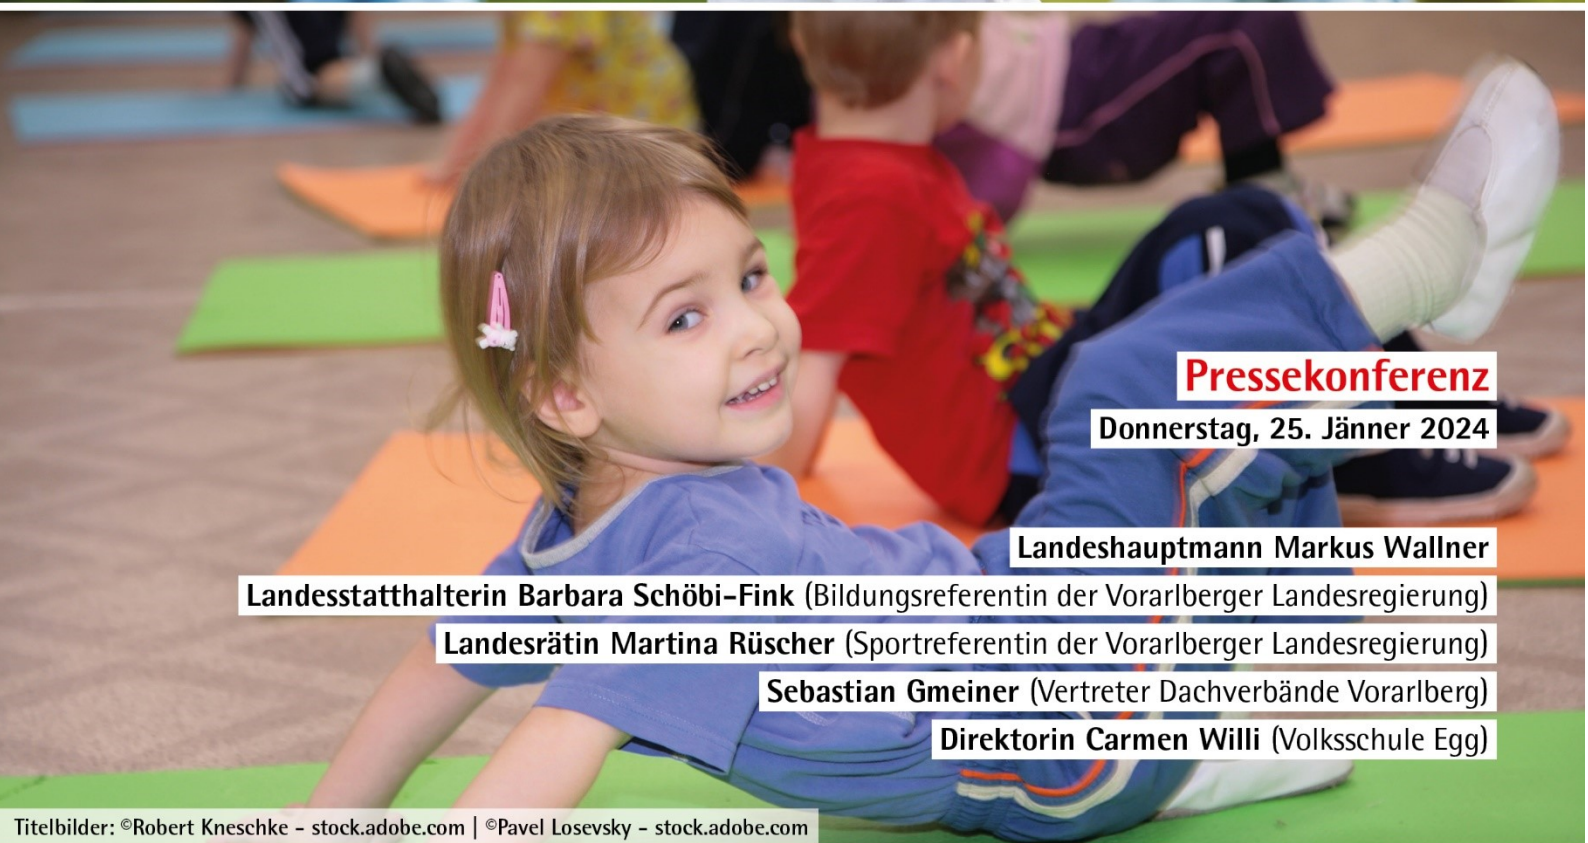 Pressekonferenz
Donnerstag, 25. Jänner 2024
Landeshauptmann Markus Wallner
Landesstatthalterin Barbara Schöbi-Fink (Bildungsreferentin der Vorarlberger Landesregierung)
Landesrätin Martina Rüscher (Sportreferentin der Vorarlberger Landesregierung)
Sebastian Gmeiner (Vertreter Dachverbände Vorarlberg)
Direktorin Carmen Willi (Volksschule Egg)
Titelbilder: ©Robert Kneschke - stock.adobe.com | ©Pavel Losevsky - stock.adobe.com